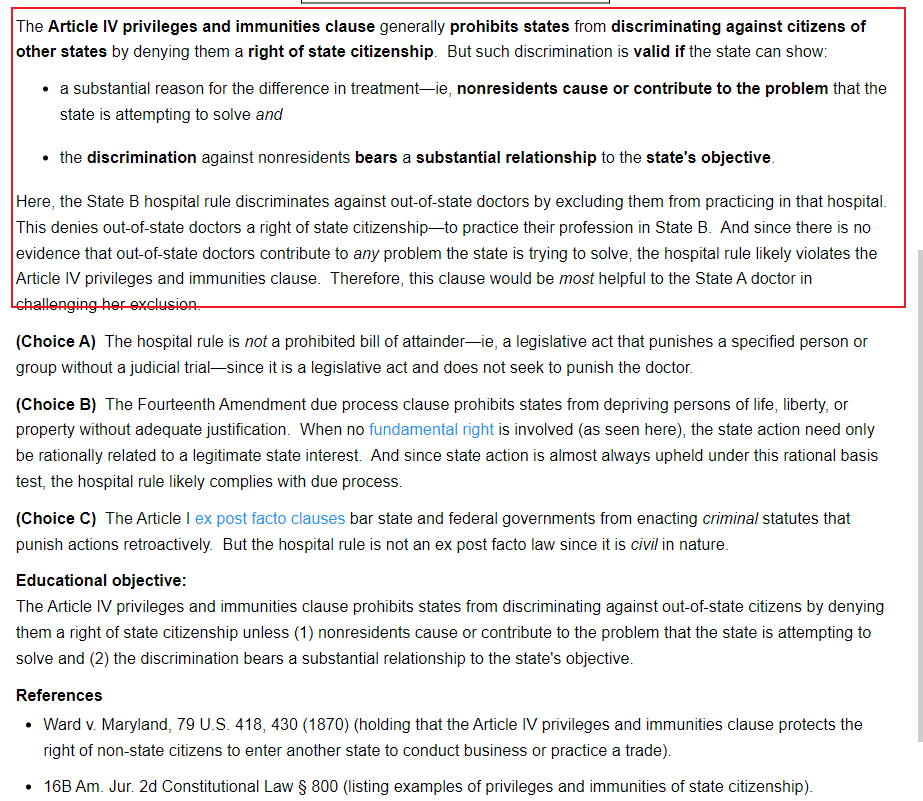 The Article IV privileges and immunities clause generally prohibits states from discriminating against citizens of
other states by denying them a right of state citizenship. But such discrimination is valid if the state can show:
• a substantial reason for the difference in treatment—ie, nonresidents cause or contribute to the problem that the
state is attempting to solve and
• the discrimination against nonresidents bears a substantial relationship to the state's objective.
Here, the State B hospital rule discriminates against out-of-state doctors by excluding them from practicing in that hospital.
This denies out-of-state doctors a right of state citizenship—to practice their profession in State B. And since there is no
evidence that out-of-state doctors contribute to any problem the state is trying to solve, the hospital rule likely violates the
Article IV privileges and immunities clause. Therefore, this clause would be most helpful to the State A doctor in
challenging her exclusion.
(Choice A) The hospital rule is not a prohibited bill of attainder—ie, a legislative act that punishes a specified person or
group without a judicial trial—since it is a legislative act and does not seek to punish the doctor.
(Choice B) The Fourteenth Amendment due process clause prohibits states from depriving persons of life, liberty, or
property without adequate justification. When no fundamental right is involved (as seen here), the state action need only
be rationally related to a legitimate state interest. And since state action is almost always upheld under this rational basis
test, the hospital rule likely complies with due process.
(Choice C) The Article I ex post facto clauses bar state and federal governments from enacting criminal statutes that
punish actions retroactively. But the hospital rule is not an ex post facto law since it is civil in nature.
Educational objective:
The Article IV privileges and immunities clause prohibits states from discriminating against out-of-state citizens by denying
them a right of state citizenship unless (1) nonresidents cause or contribute to the problem that the state is attempting to
solve and (2) the discrimination bears a substantial relationship to the state's objective.
References
• Ward v. Maryland, 79 U.S. 418, 430 (1870) (holding that the Article IV privileges and immunities clause protects the
right of non-state citizens to enter another state to conduct business or practice a trade).
• 16B Am. Jur. 2d Constitutional Law § 800 (listing examples of privileges and immunities of state citizenship).